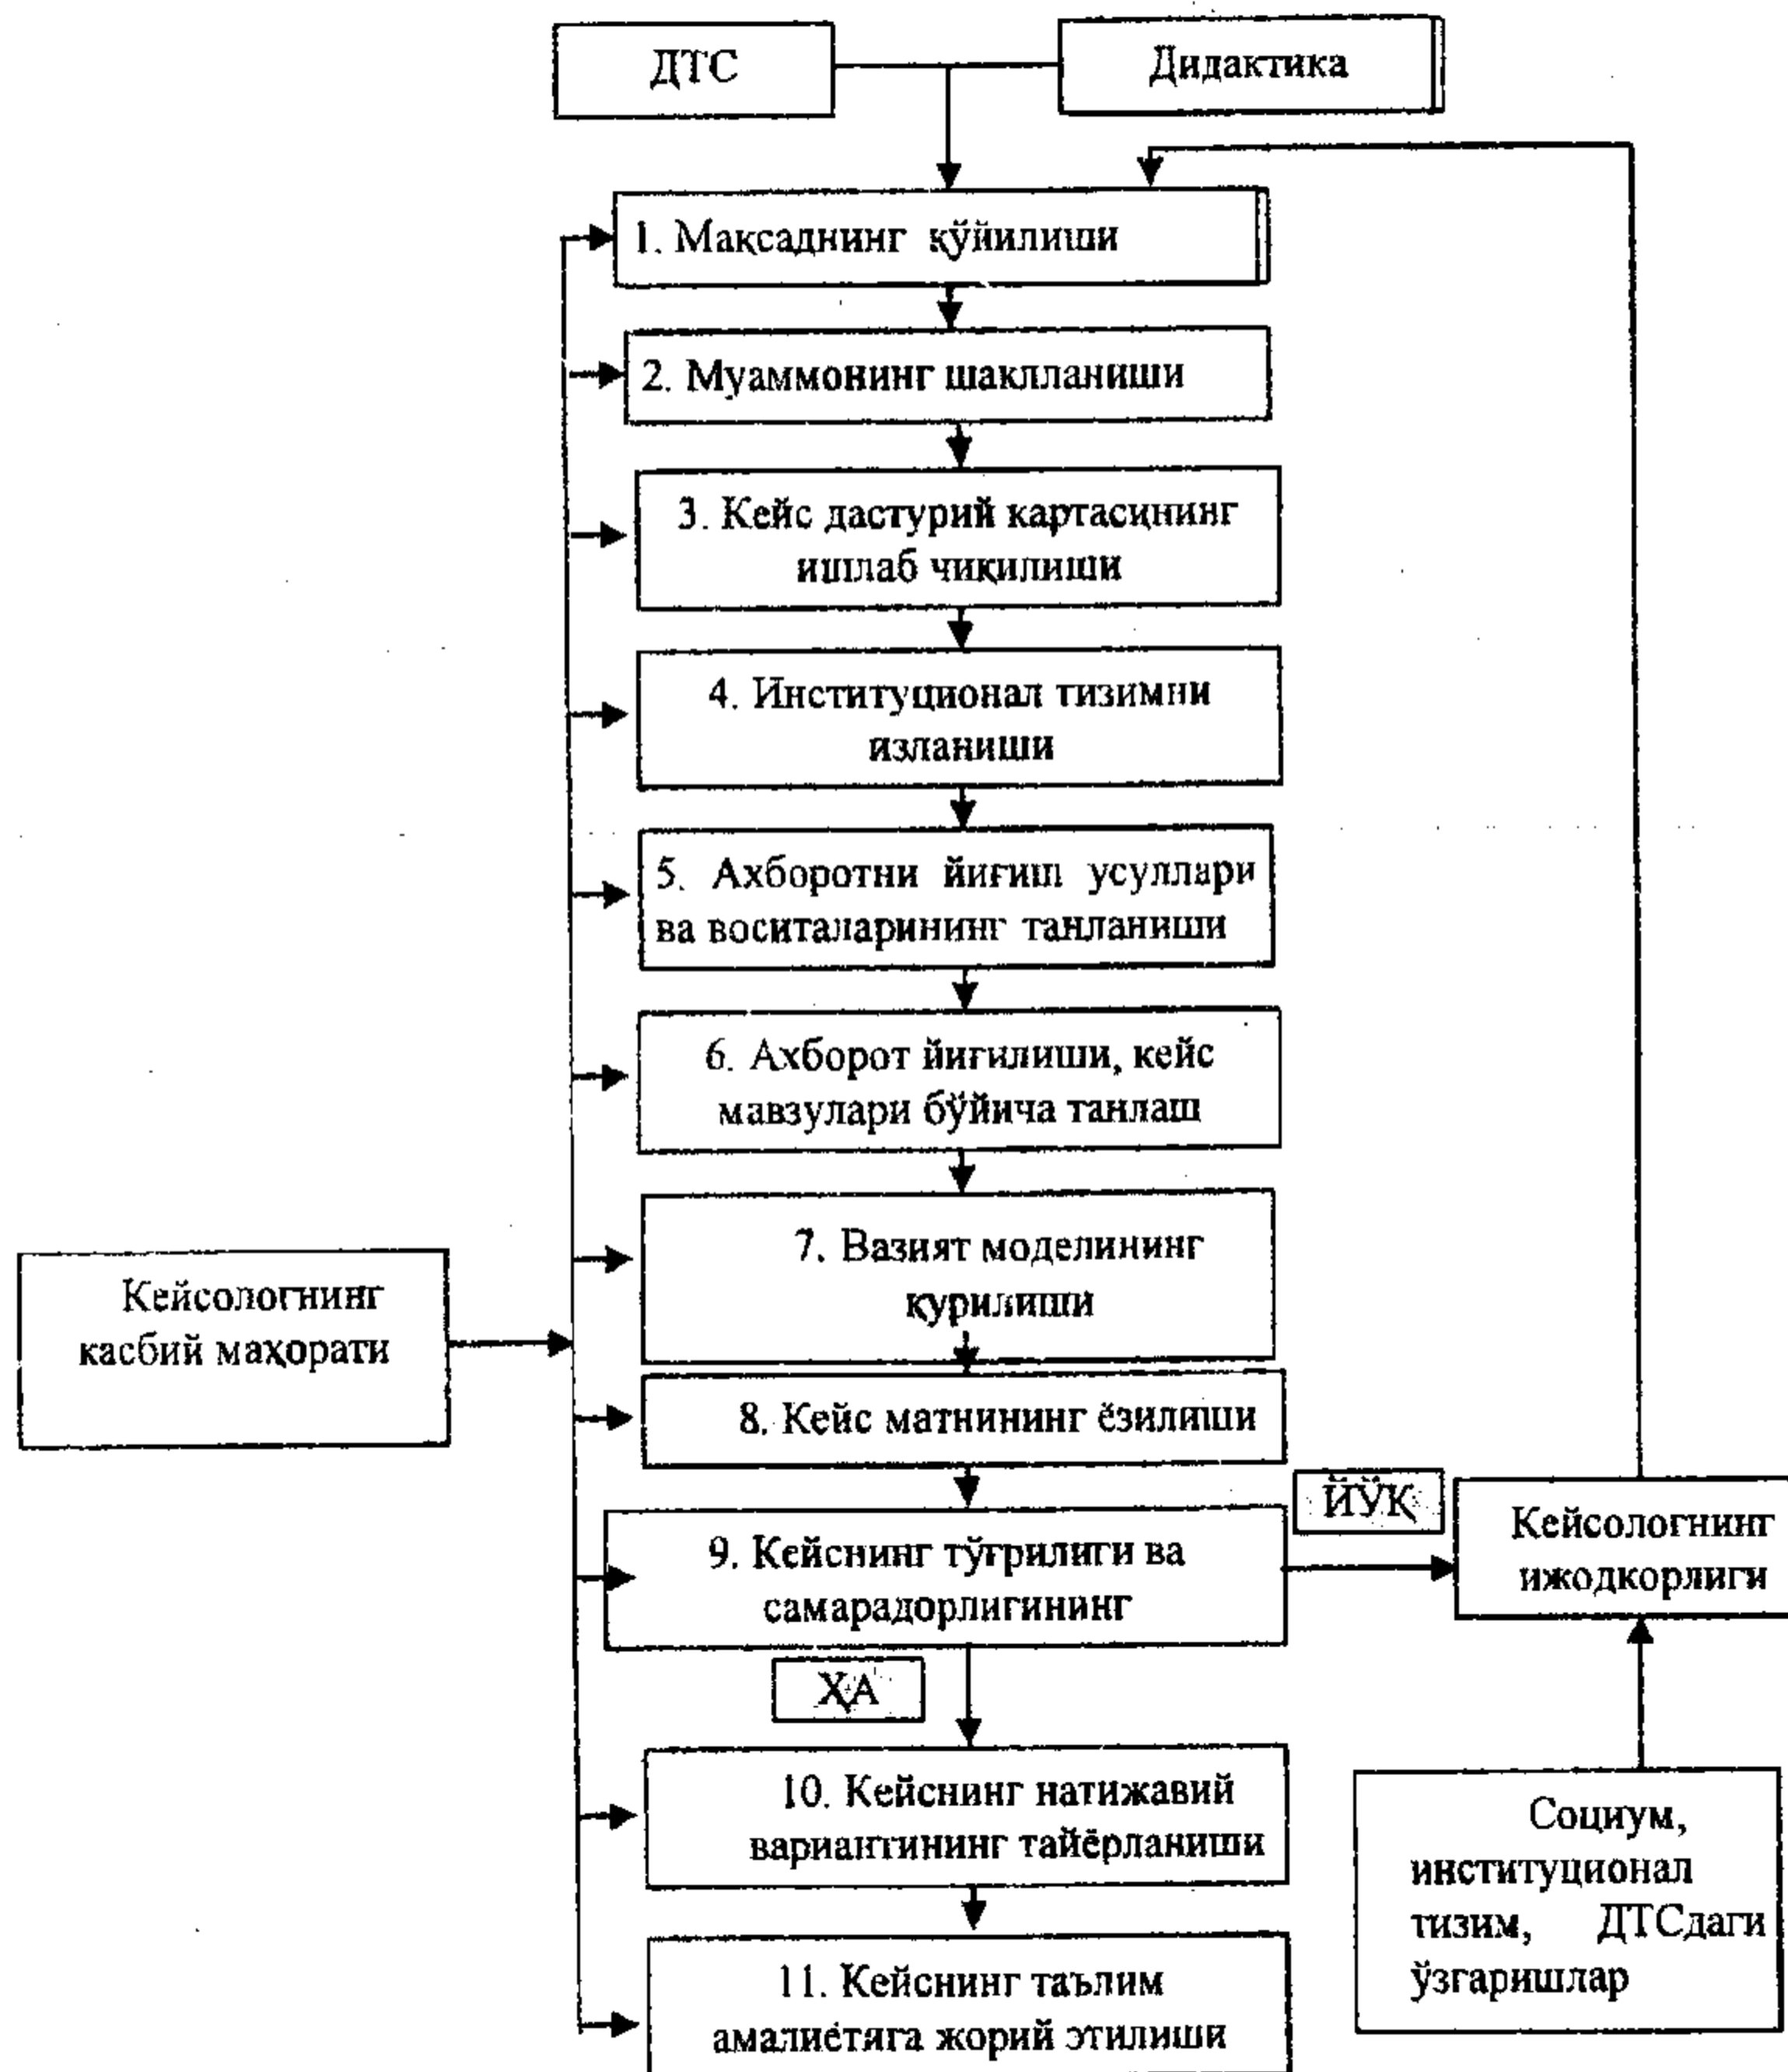 ДТС
Дидактика
1. Мақсаднинг қўйилиши
2. Муаммонинг шаклланиши
3. Кейс дастурий картасининг
ишлаб чиқилиши
4. Институционал тизимни
изланиши
5. Ахборотни йиғиш усуллари
ва воситаларининг танланиши
6. Ахборот йиғилиши, кейс
мавзулари бўйича танлаш
7. Вазият моделининг
қурилиши
Кейсологнинг
касбий маҳорати
8. Кейс матнининг ёзилиши
ЙЎҚ
9. Кейснинг тўғрилиги ва
самарадорлигининг
Кейсологнинг
ижодкорлиги
ҲА
10. Кейснинг натижавий
вариантининг тайёрланиши
Социум,
институционал
тизим, ДТСдаги
ўзгаришлар
11. Кейснинг таълим
амалиётига жорий этилиши